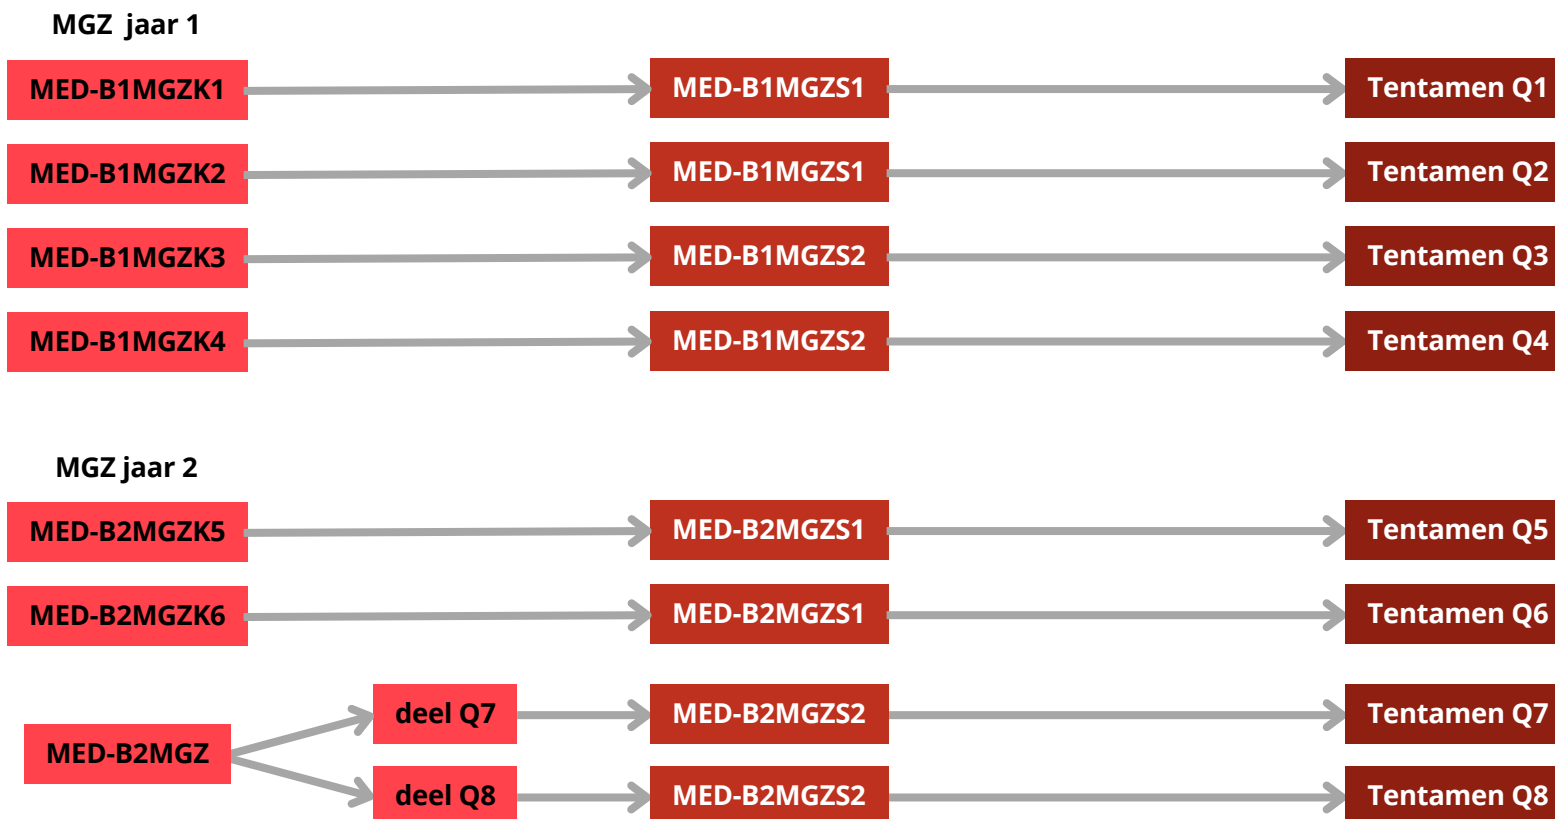 MGZ jaar 1
MED-B1MGZK1 MED-B1MGZS1 Tentamen Q1
MED-B1MGZK2 MED-B1MGZS1 Tentamen Q2
MED-B1MGZK3 MED-B1MGZS2 Tentamen Q3
MED-B1MGZK4 MED-B1MGZS2 Tentamen Q4
MGZ jaar 2
MED-B2MGZK5 MED-B2MGZS1 Tentamen Q5
MED-B2MGZK6 MED-B2MGZS1 Tentamen Q6
deel Q7 MED-B2MGZS2 Tentamen Q7
MED-B2MGZ
deel Q8 MED-B2MGZS2 Tentamen Q8